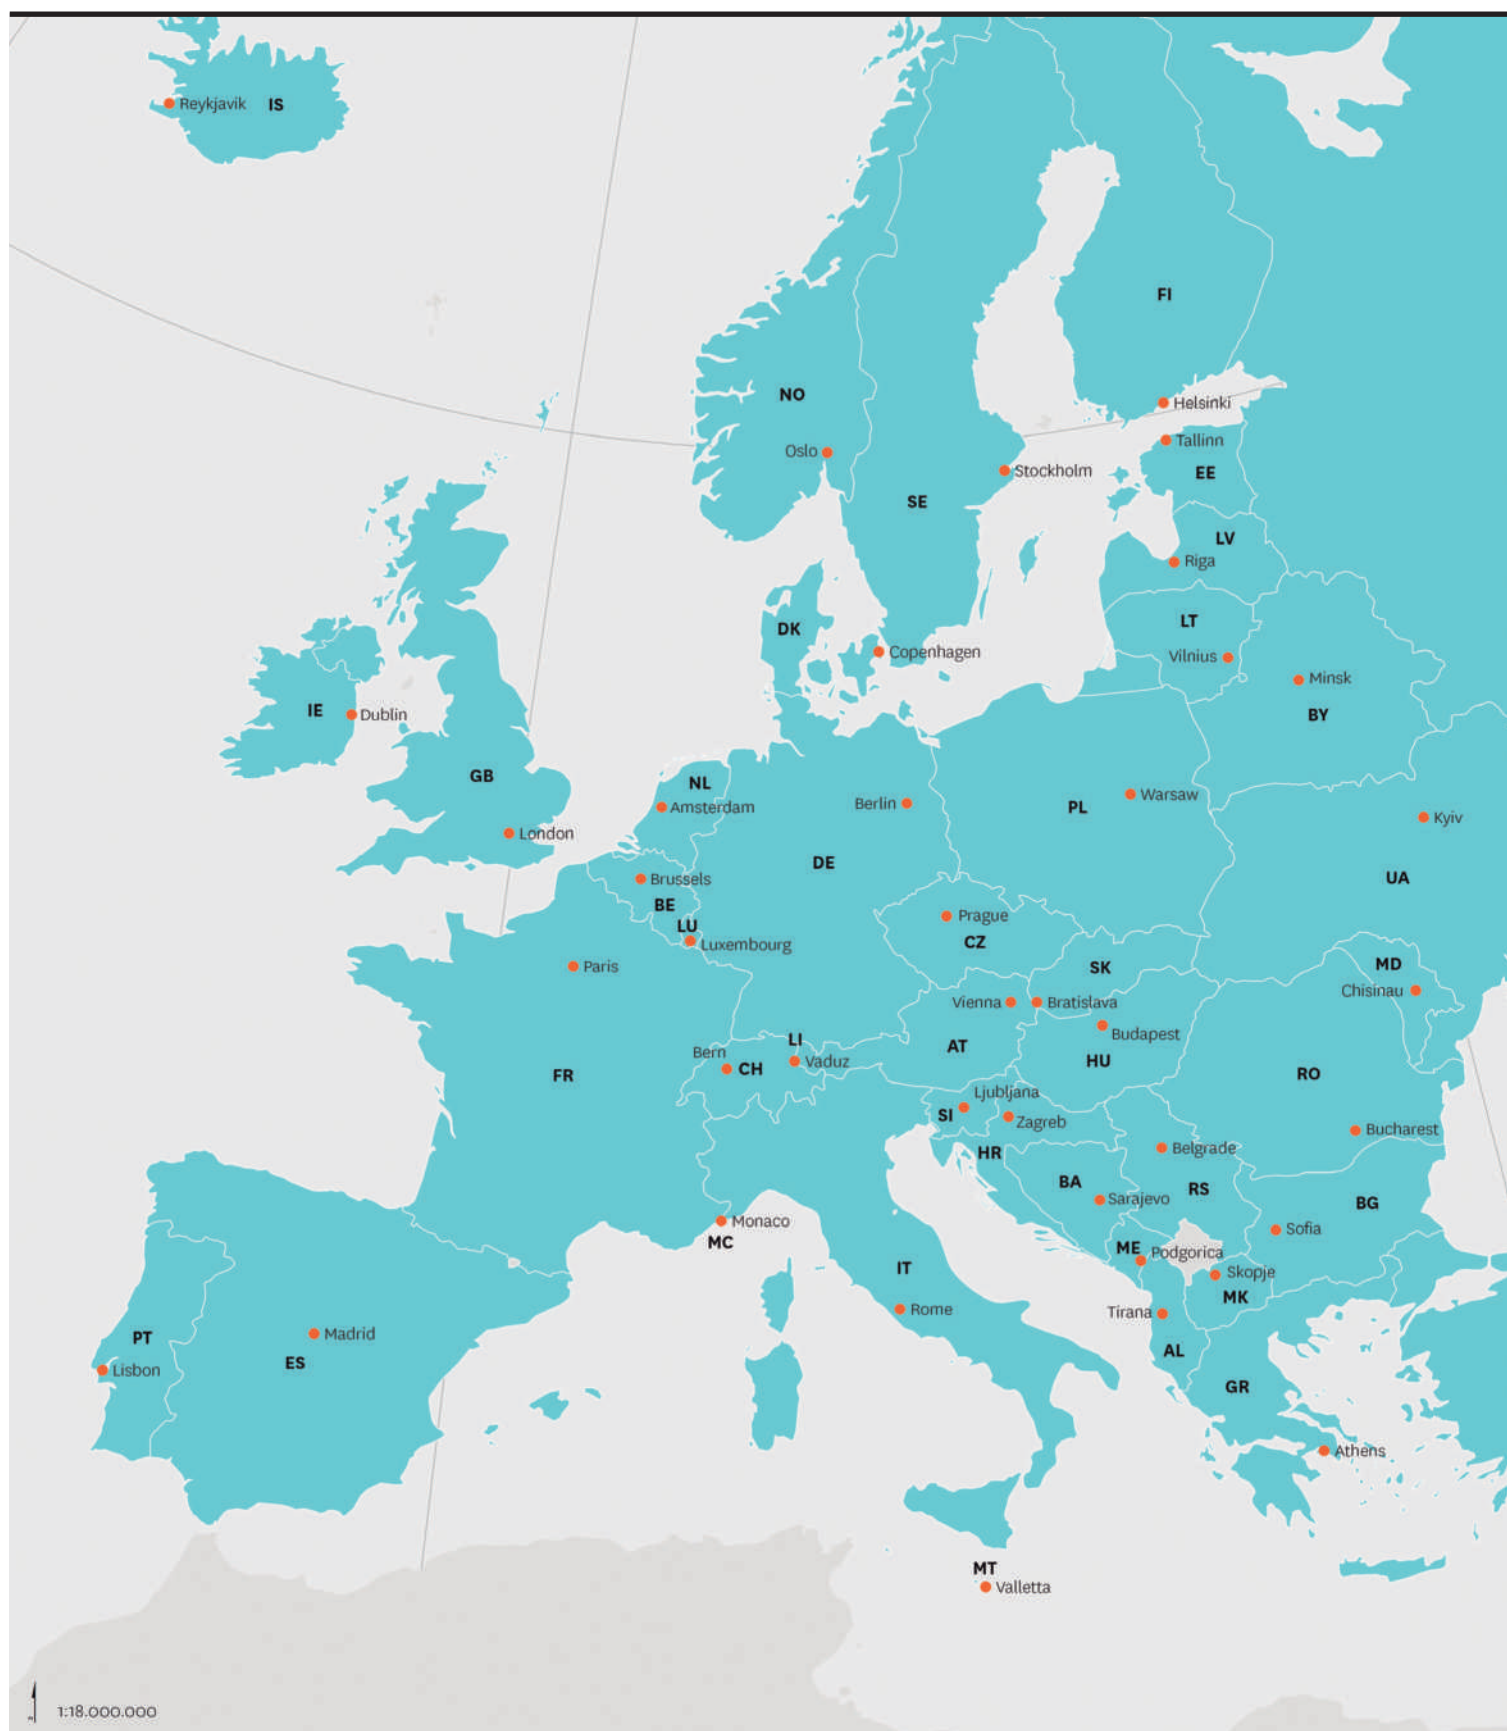 Reykjavik IS
FI
NO
Helsinki
Tallinn
Oslo
Stockholm
EE
SE
LV
Riga
LT
DK
Copenhagen
Vilnius
Minsk
IE
Dublin
BY
GB
NL
Amsterdam
Berlin
PL
Warsaw
Kyiv
London
DE
Brussels
UA
BE
Prague
LU
Luxembourg
CZ
Paris
SK
MD
Chisinau
Vienna
Bratislava
Budapest
LI
AT
Bern
CH
Vaduz
HU
FR
RO
Ljubljana
SI
Zagreb
Bucharest
HR
Belgrade
BA
RS
Sarajevo
BG
Monaco
MC
Sofia
ME
Podgorica
IT
Skopje
MK
Rome
Tirana
PT
Madrid
AL
ES
Lisbon
GR
Athens
MT
Valletta
1:18.000.000